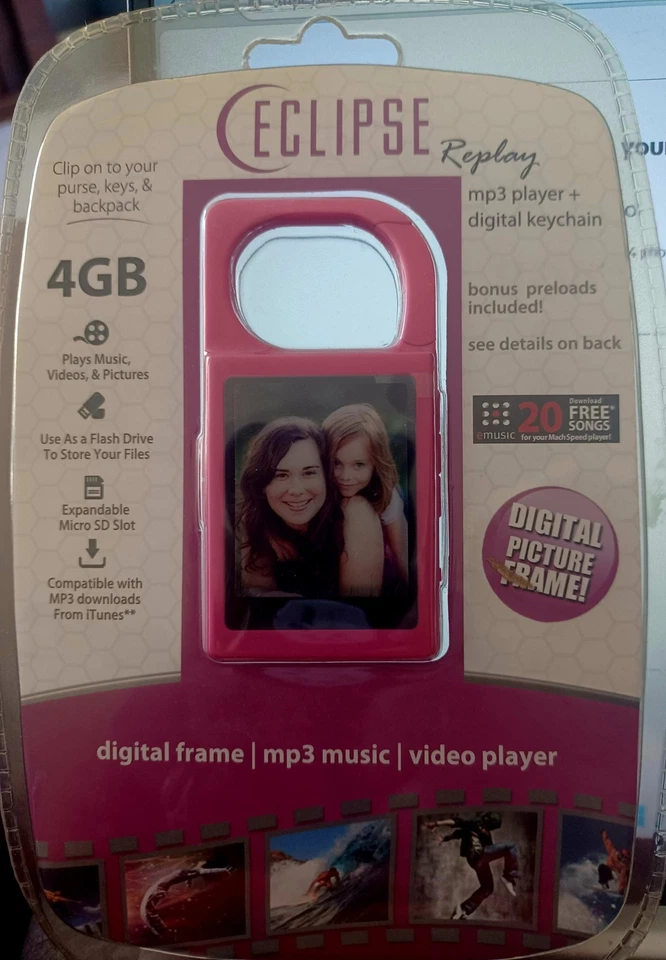 ECLIPSE
Replay
Clip on to your
purse, keys, &
backpack
4GB
Plays Music,
Videos, & Pictures
Use As a Flash Drive
To Store Your Files
Expandable
Micro SD Slot
Compatible with
MP3 downloads
From iTunes**
mp3 player +
digital keychain
bonus preloads
included!
see details on back
emusic
Download
20 FREE*
SONGS
for your Mach Speed player!
DIGITAL
PICTURE
FRAME!
digital frame | mp3 music | video player
YOU